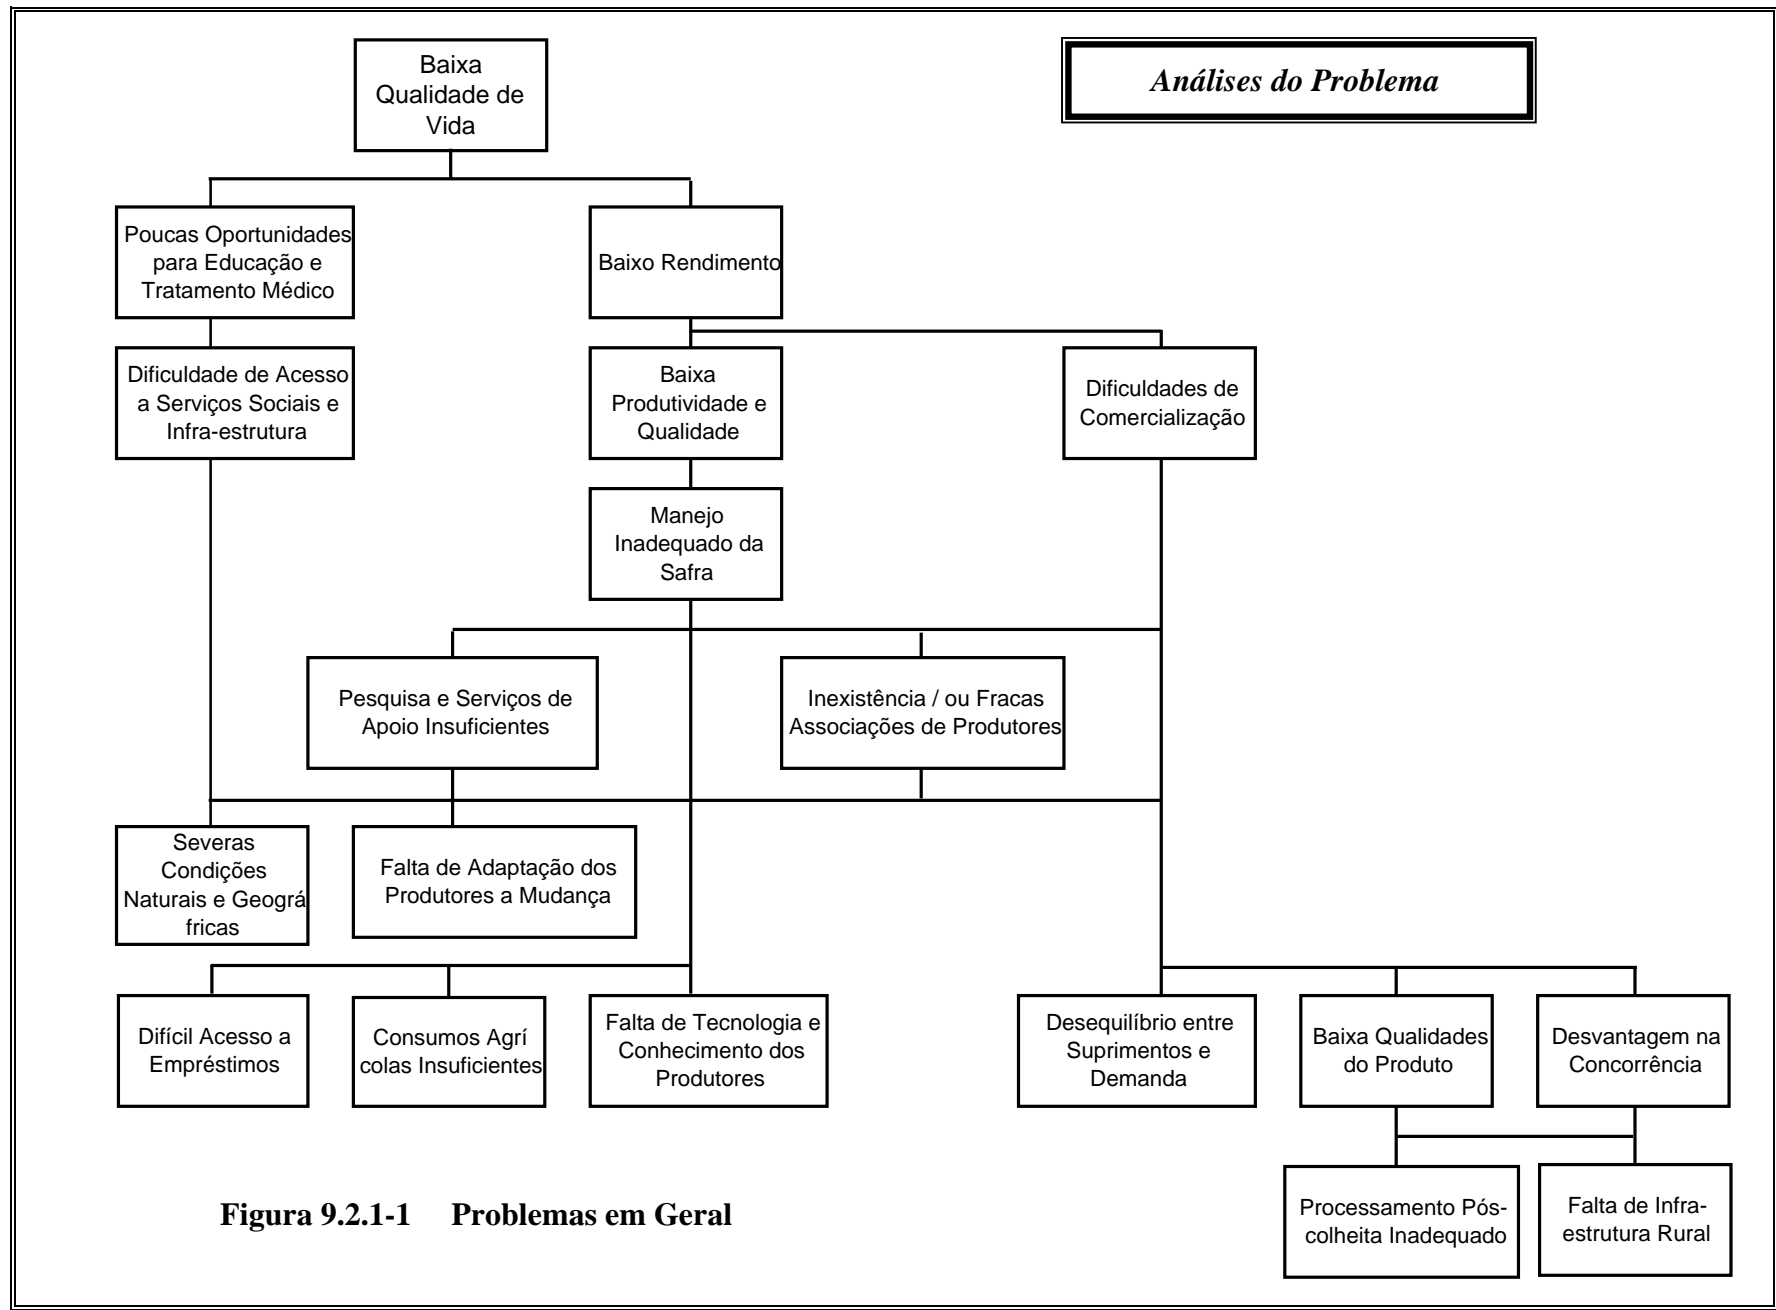 Baixa
Qualidade de
Vida
Análises do Problema
Poucas Oportunidades
para Educação e
Tratamento Médico
Baixo Rendimento
Dificuldade de Acesso
a Serviços Sociais e
Infra-estrutura
Baixa
Produtividade e
Qualidade
Dificuldades de
Comercialização
Manejo
Inadequado da
Safra
Pesquisa e Serviços de
Apoio Insuficientes
Inexistência / ou Fracas
Associações de Produtores
Severas
Condições
Naturais e Geográ
fricas
Falta de Adaptação dos
Produtores a Mudança
Difícil Acesso a
Empréstimos
Consumos Agrí
colas Insuficientes
Falta de Tecnologia e
Conhecimento dos
Produtores
Desequilíbrio entre
Suprimentos e
Demanda
Baixa Qualidades
do Produto
Desvantagem na
Concorrência
Processamento Pós-
colheita Inadequado
Falta de Infra-
estrutura Rural
Figura 9.2.1-1 Problemas em Geral